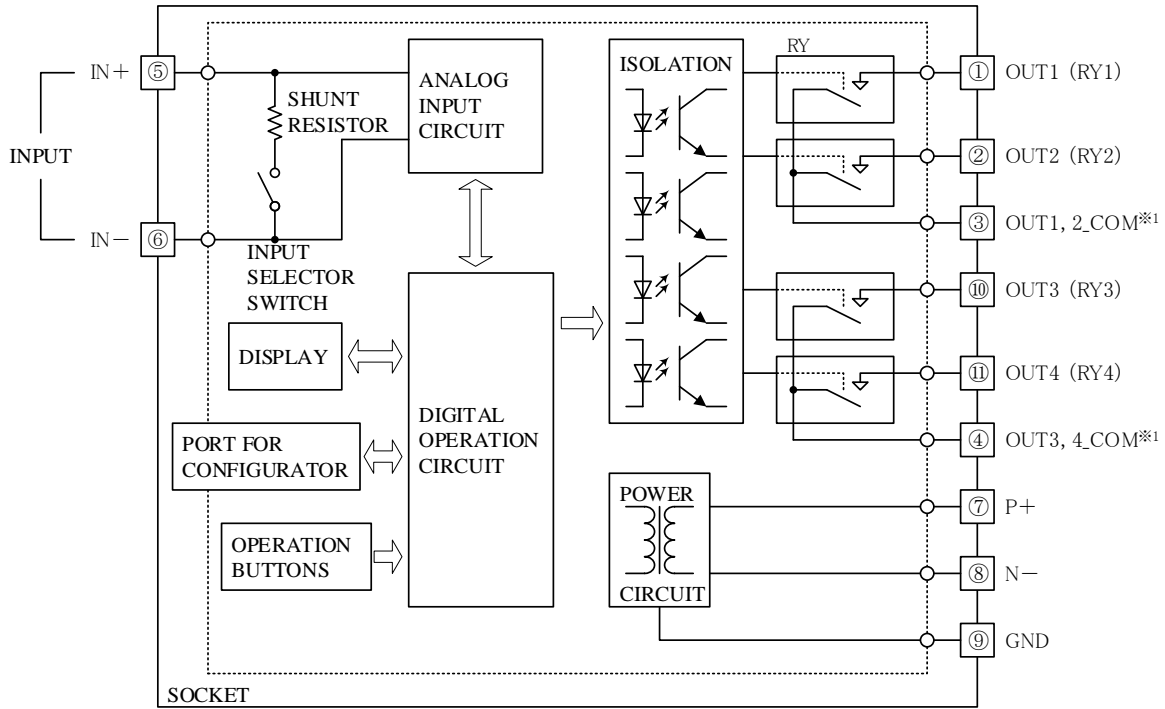 IN+ ⑤
INPUT
IN− ⑥
SHUNT
RESISTOR
INPUT
SELECTOR
SWITCH
ANALOG
INPUT
CIRCUIT
DISPLAY
PORT FOR
CONFIGURATOR
OPERATION
BUTTONS
DIGITAL
OPERATION
CIRCUIT
ISOLATION
RY
POWER
CIRCUIT
① OUT1 (RY1)
② OUT2 (RY2)
③ OUT1, 2_COM※1
⑩ OUT3 (RY3)
⑪ OUT4 (RY4)
④ OUT3, 4_COM※1
⑦ P+
⑧ N−
⑨ GND
SOCKET